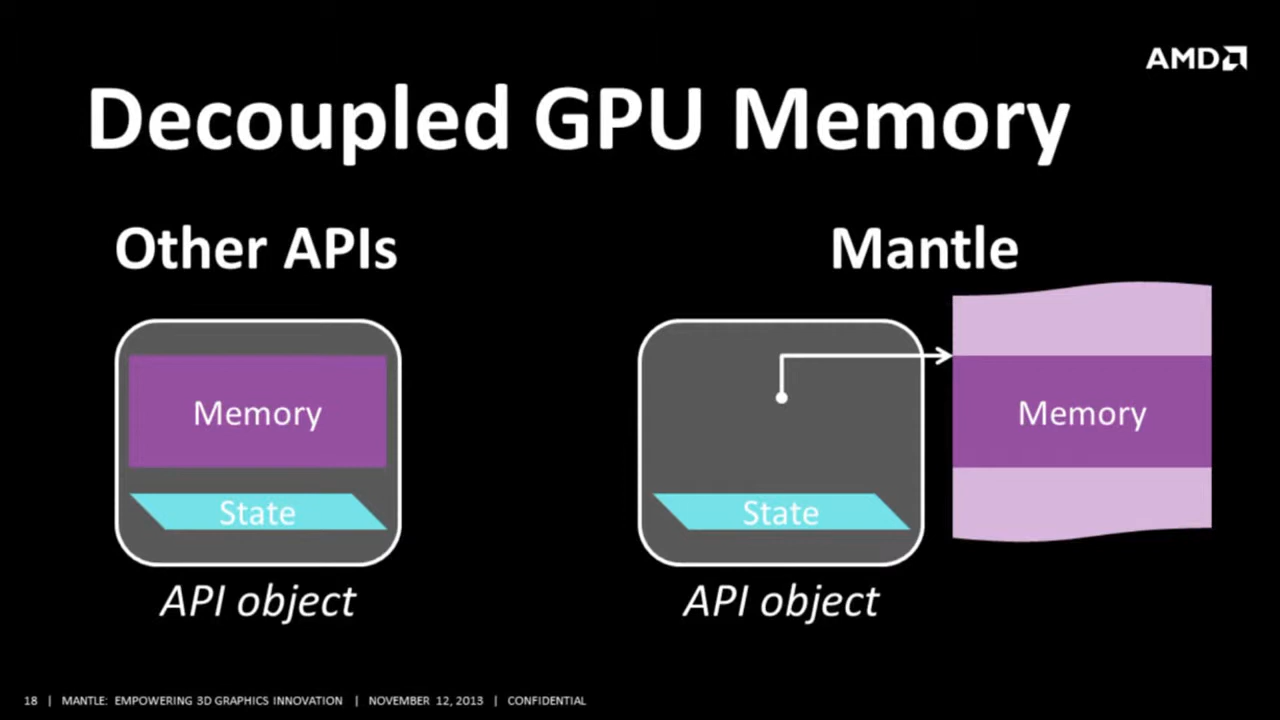 AMD
Decoupled GPU Memory
Other APIs
Mantle
Memory
State
API object
Memory
State
API object
18 | MANTLE: EMPOWERING 3D GRAPHICS INNOVATION | NOVEMBER 12, 2013 | CONFIDENTIAL